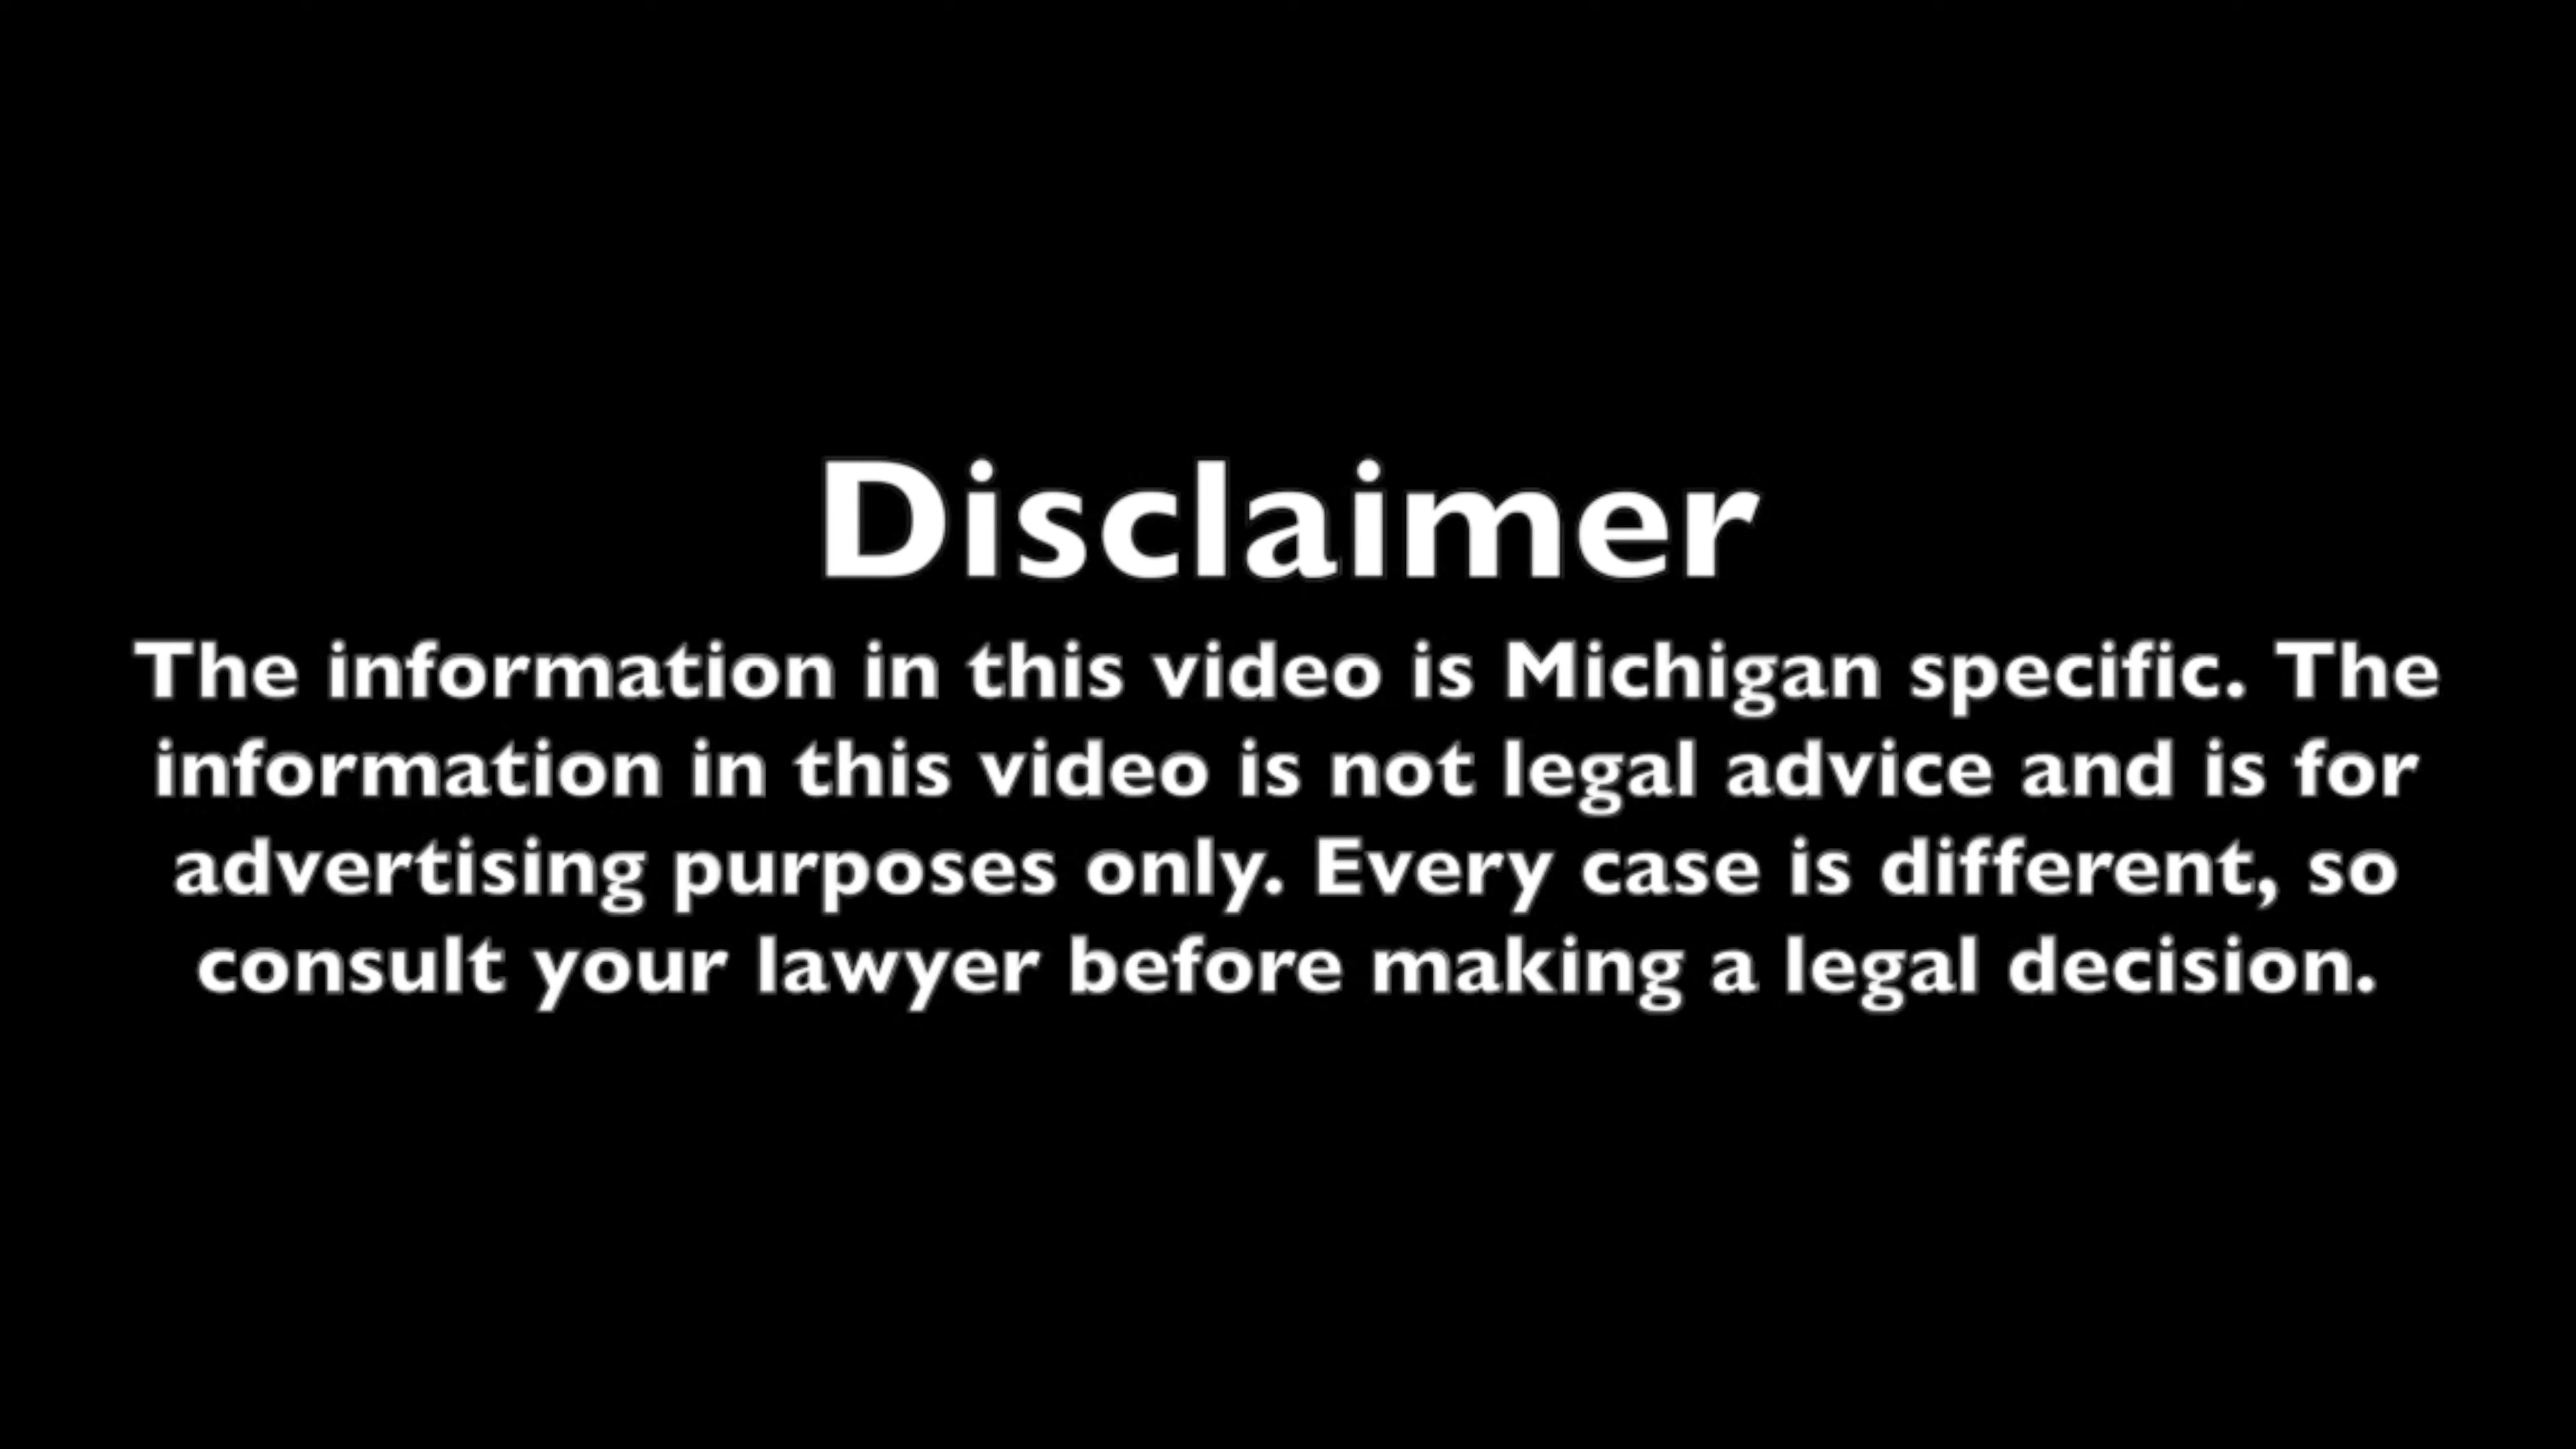 Disclaimer
The information in this video is Michigan specific. The
information in this video is not legal advice and is for
advertising purposes only. Every case is different, so
consult your lawyer before making a legal decision.